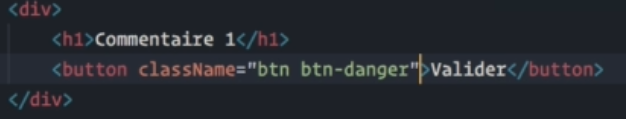 <div>
<h1>Commentaire 1</h1>
<button className="btn btn-danger">Valider</button>
</div>